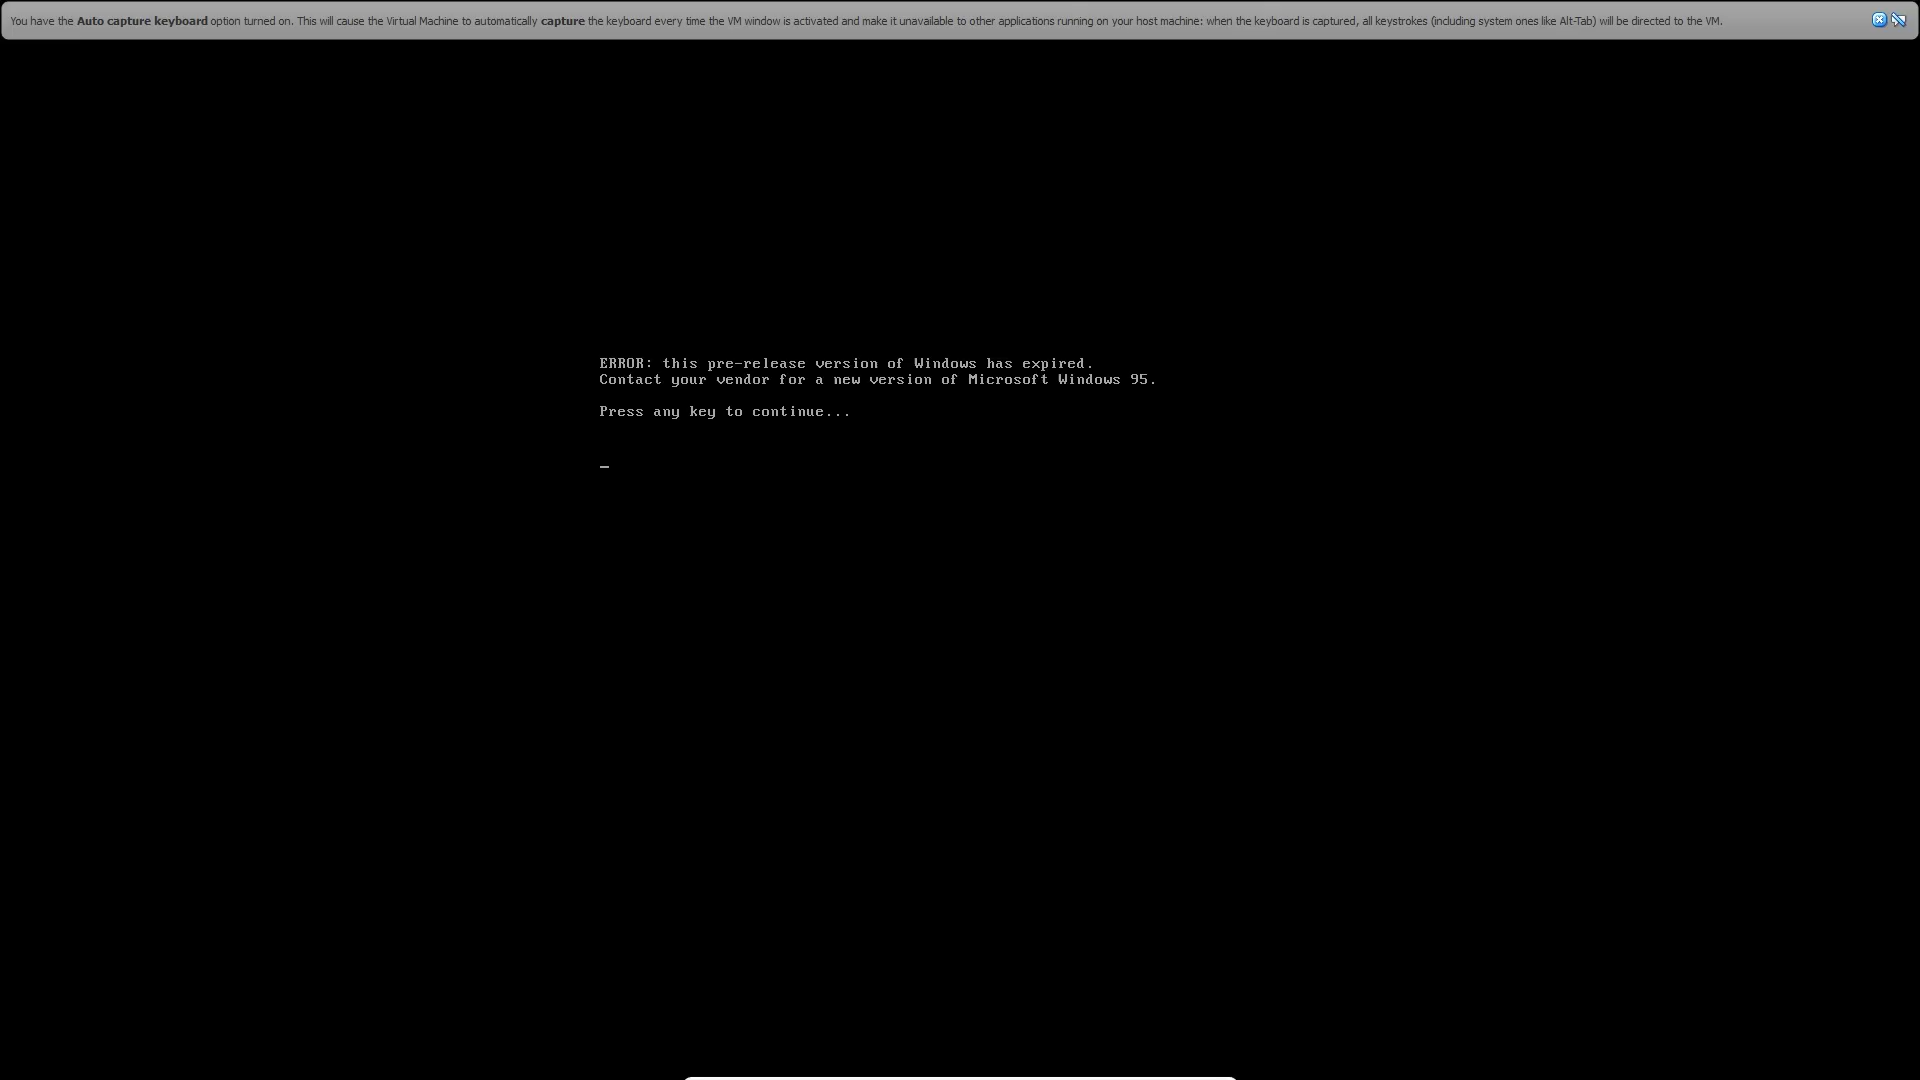 You have the Auto capture keyboard option turned on. This will cause the Virtual Machine to automatically capture the keyboard every time the VM window is activated and make it unavailable to other applications running on your host machine: when the keyboard is captured, all keystrokes (including system ones like Alt-Tab) will be directed to the VM.
ERROR: this pre-release version of Windows has expired.
Contact your vendor for a new version of Microsoft Windows 95.
Press any key to continue...